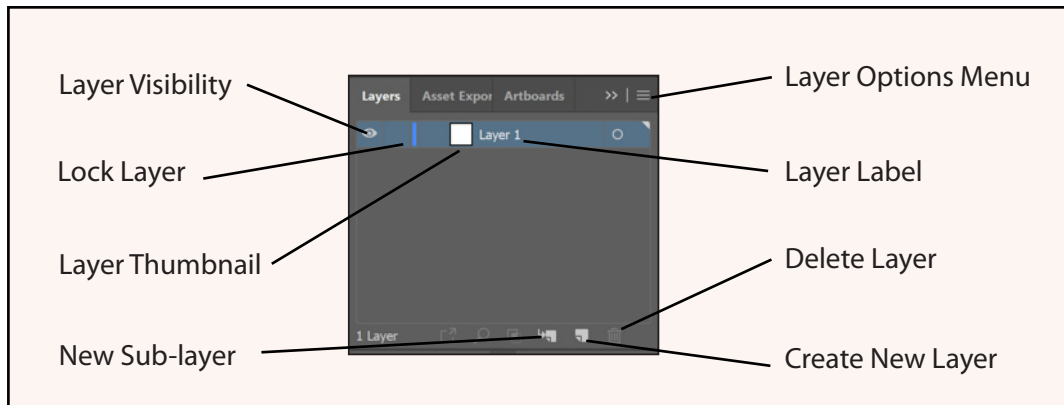 Layer Visibility
Layer Options Menu
Layers Asset Expor Artboards
Layer 1
Lock Layer
Layer Label
Layer Thumbnail
Delete Layer
1 Layer
New Sub-layer
Create New Layer